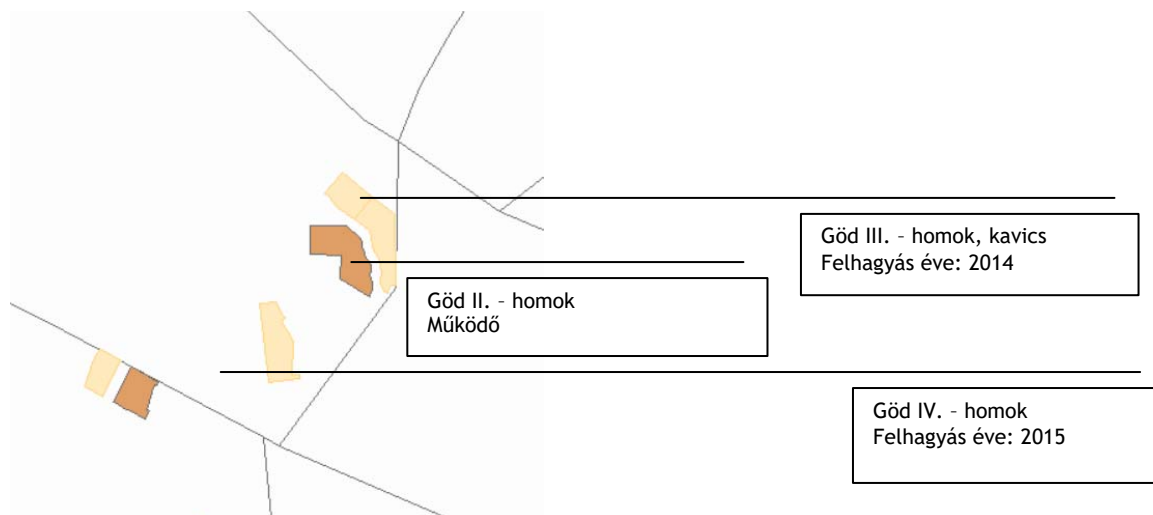 Göd III. – homok, kavics
Felhagyás éve: 2014
Göd II. – homok
Működő
Göd IV. – homok
Felhagyás éve: 2015